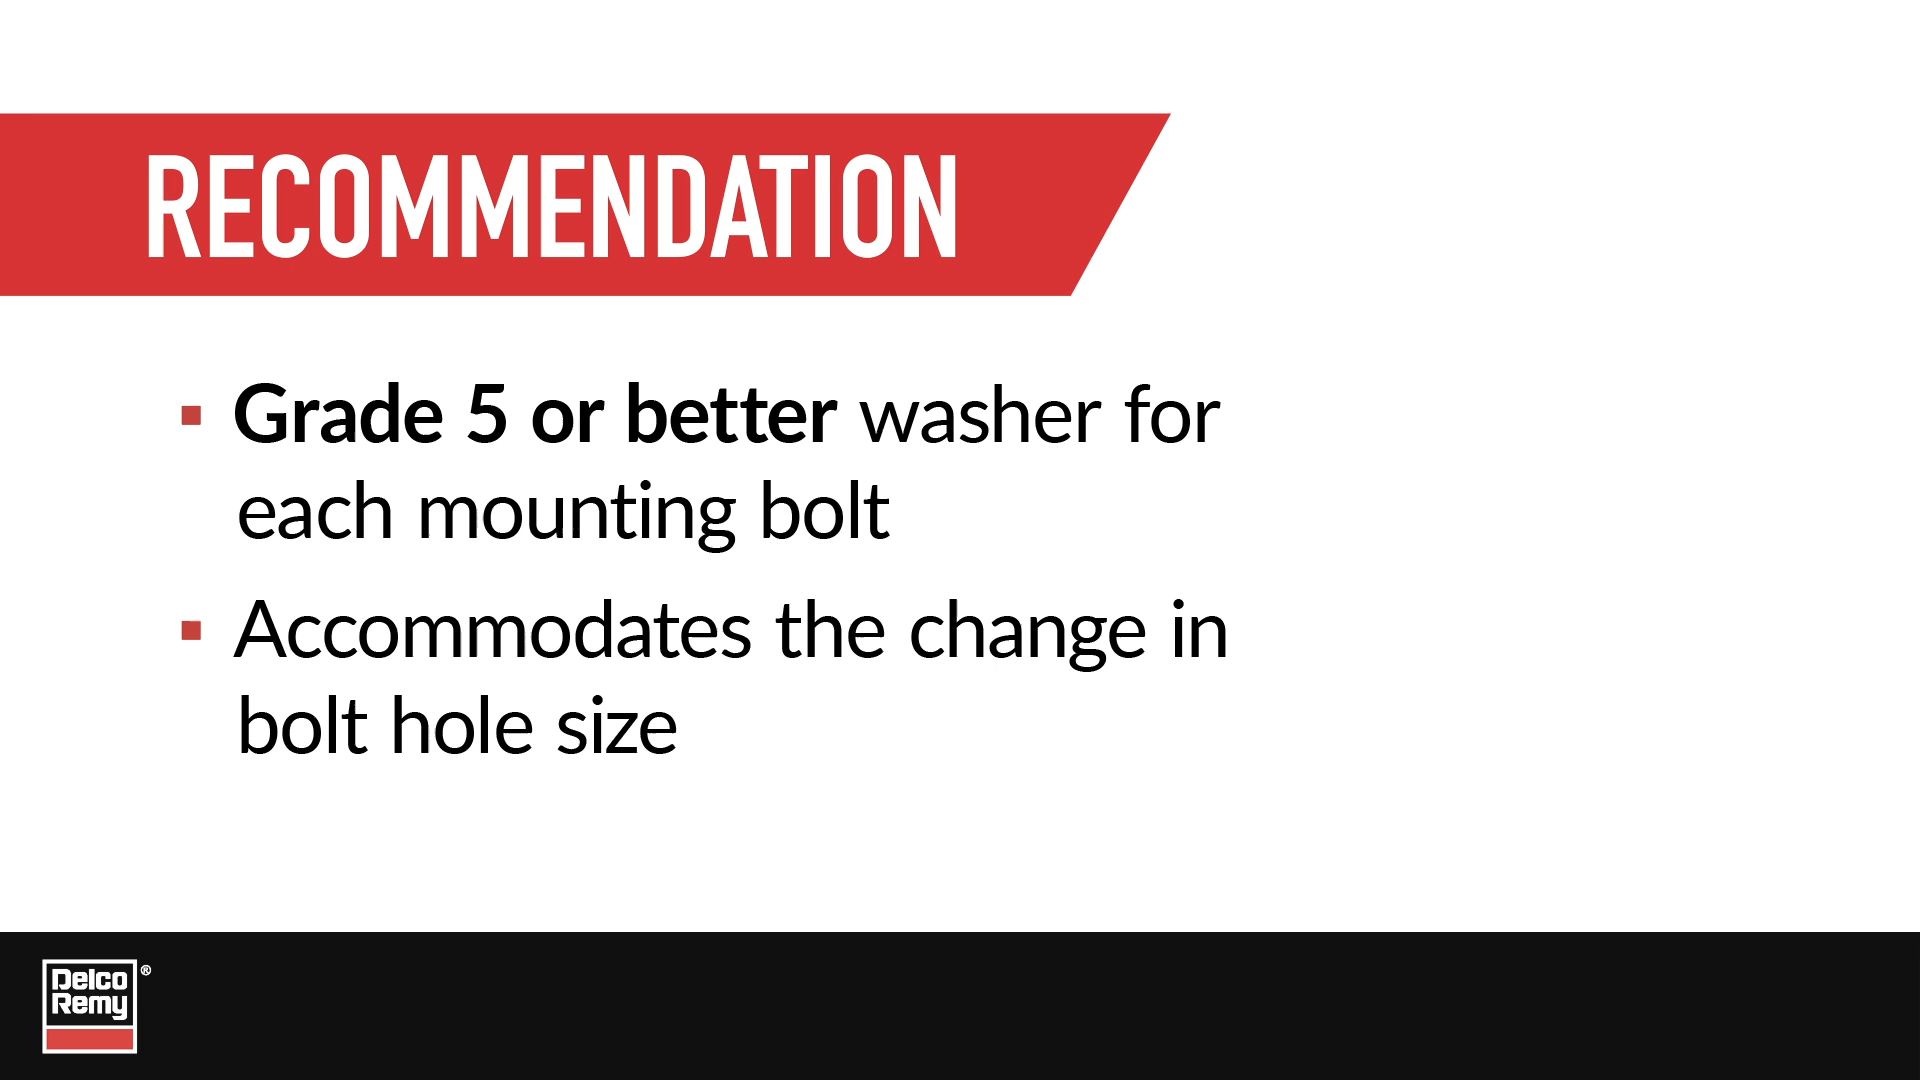 RECOMMENDATION
▪ Grade 5 or better washer for
each mounting bolt
▪ Accommodates the change in
bolt hole size
Delco
Remy
®